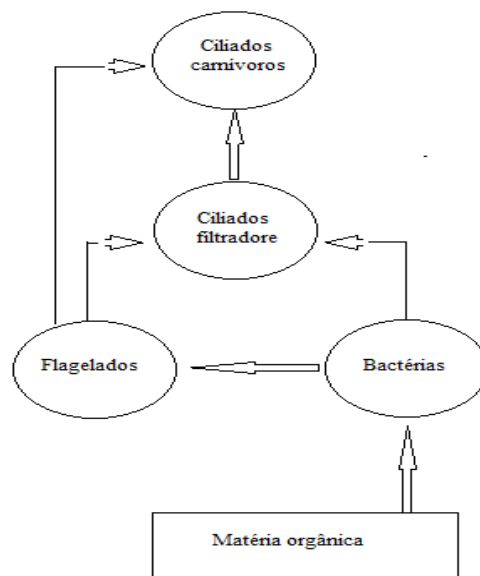 Ciliados
carnívoros
Ciliados
filtradore
Flagelados
Bactérias
Matéria orgânica